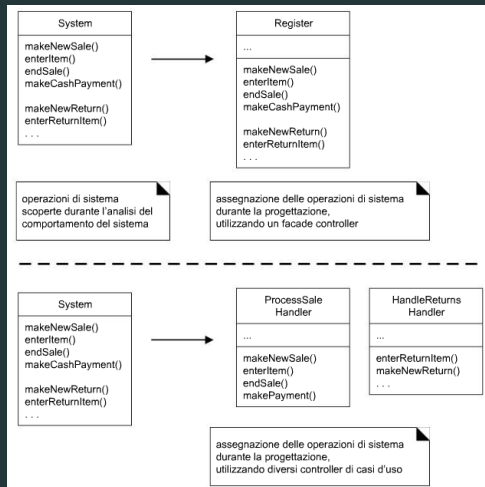 System
makeNewSale()
enterItem()
endSale()
makeCashPayment()
makeNewReturn()
enterReturnItem()
. . .
Register
...
makeNewSale()
enterItem()
endSale()
makeCashPayment()
makeNewReturn()
enterReturnItem()
. . .
operazioni di sistema
scoperte durante l'analisi del
comportamento del sistema
assegnazione delle operazioni di sistema
durante la progettazione,
utilizzando un facade controller
System
makeNewSale()
enterItem()
endSale()
makeCashPayment()
makeNewReturn()
enterReturnItem()
. . .
ProcessSale
Handler
...
makeNewSale()
enterItem()
endSale()
makePayment()
HandleReturns
Handler
...
enterReturnItem()
makeNewReturn()
. . .
assegnazione delle operazioni di sistema
durante la progettazione,
utilizzando diversi controller di casi d'uso